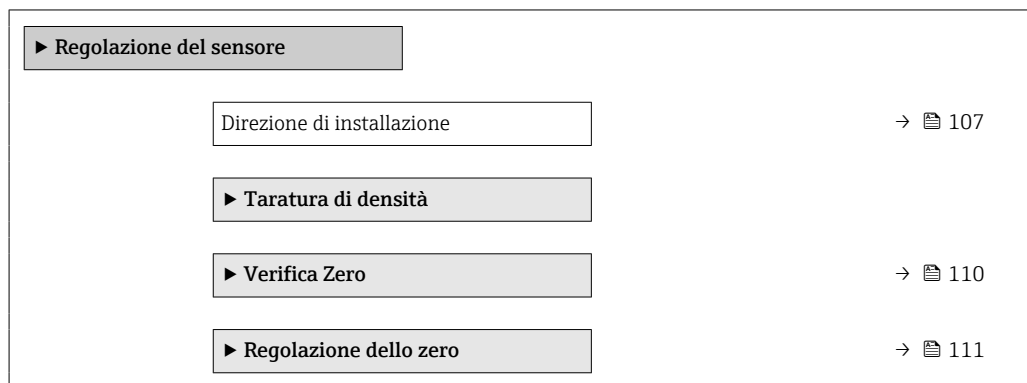 ▶ Regolazione del sensore
Direzione di installazione → 107
▶ Taratura di densità
▶ Verifica Zero → 110
▶ Regolazione dello zero → 111